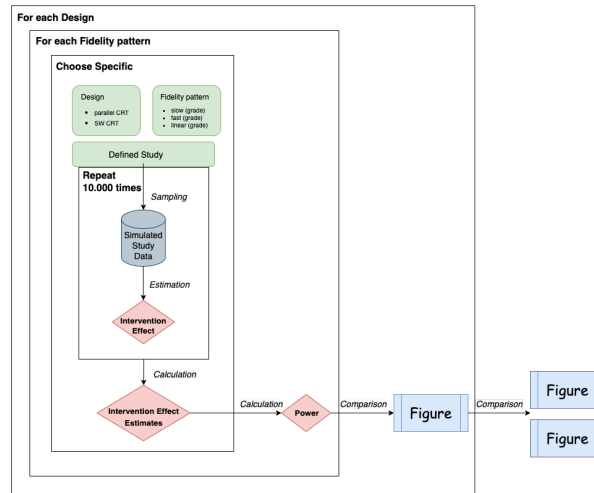 For each Design
For each Fidelity pattern
Choose Specific
Design
parallel CRT
SW CRT
Fidelity pattern
slow (grade)
fast (grade)
linear (grade)
Defined Study
Repeat
10.000 times
Sampling
Simulated
Study
Data
Estimation
Intervention
Effect
Calculation
Intervention Effect
Estimates
Calculation
Power
Comparison
Figure
Comparison
Figure
Figure